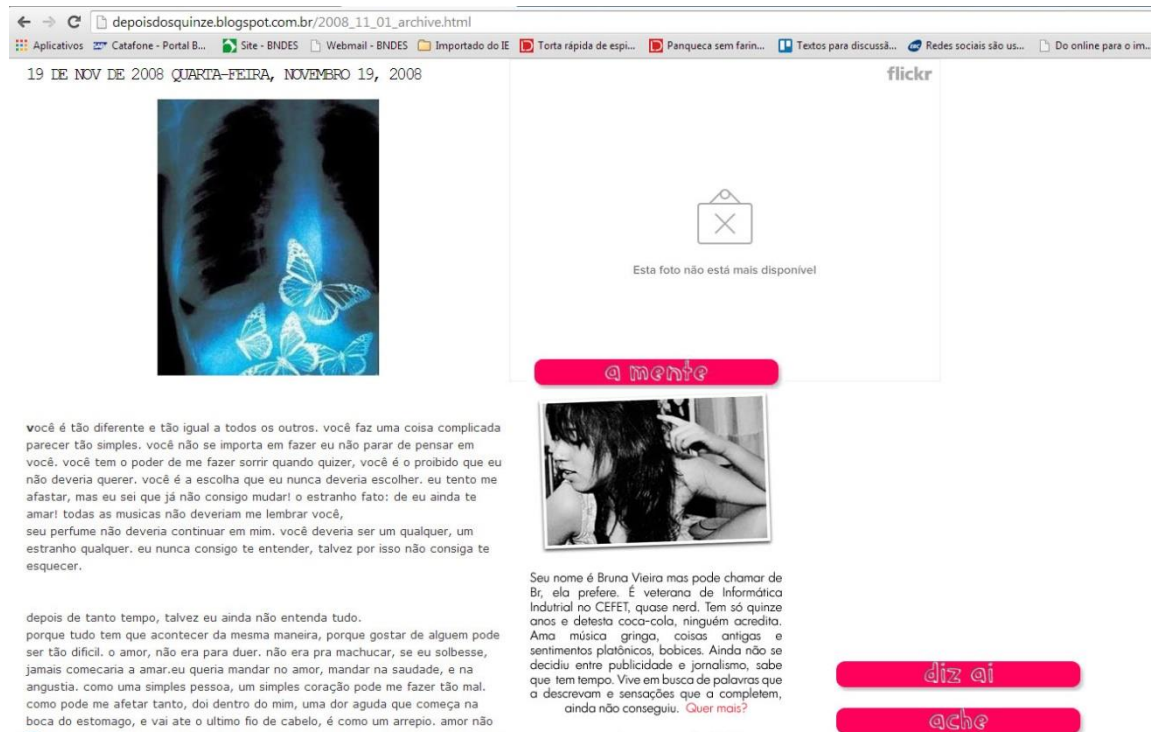 depoisdosquinze.blogspot.com.br/2008_11_01_archive.html
Aplicativos Catafone - Portal B... Site - BNDES Webmail - BNDES Importado do IE Torta rápida de espi... Panqueca sem farin... Textos para discussã... Redes sociais são us... Do online para o im...
19 DE NOV DE 2008 QUARTA-FEIRA, NOVEMBRO 19, 2008
você é tão diferente e tão igual a todos os outros. você faz uma coisa complicada
parecer tão simples. você não se importa em fazer eu não parar de pensar em
você. você tem o poder de me fazer sorrir quando quizer, você é o proibido que eu
não deveria querer. você é a escolha que eu nunca deveria escolher. eu tento me
afastar, mas eu sei que já não consigo mudar! o estranho fato: de eu ainda te
amar! todas as musicas não deveriam me lembrar você,
seu perfume não deveria continuar em mim. você deveria ser um qualquer, um
estranho qualquer. eu nunca consigo te entender, talvez por isso não consiga te
esquecer.
depois de tanto tempo, talvez eu ainda não entenda tudo.
porque tudo tem que acontecer da mesma maneira, porque gostar de alguem pode
ser tão dificil. o amor, não era para duer. não era pra machucar, se eu solbesse,
jamais comecaria a amar.eu queria mandar no amor, mandar na saudade, e na
angustia. como uma simples pessoa, um simples coração pode me fazer tão mal.
como pode me afetar tanto, doi dentro do mim, uma dor aguda que começa na
boca do estomago, e vai ate o ultimo fio de cabelo, é como um arrepio. amor não
flickr
Esta foto não está mais disponível
a mente
Seu nome é Bruna Vieira mas pode chamar de
Br, ela prefere. É veterana de Informática
Indutrial no CEFET, quase nerd. Tem só quinze
anos e detesta coca-cola, ninguém acredita.
Ama música gringa, coisas antigas e
sentimentos platônicos, bobices. Ainda não se
decidiu entre publicidade e jornalismo, sabe
que tem tempo. Vive em busca de palavras que
a descrevam e sensações que a completem,
ainda não conseguiu. Quer mais?
diz ai
ache